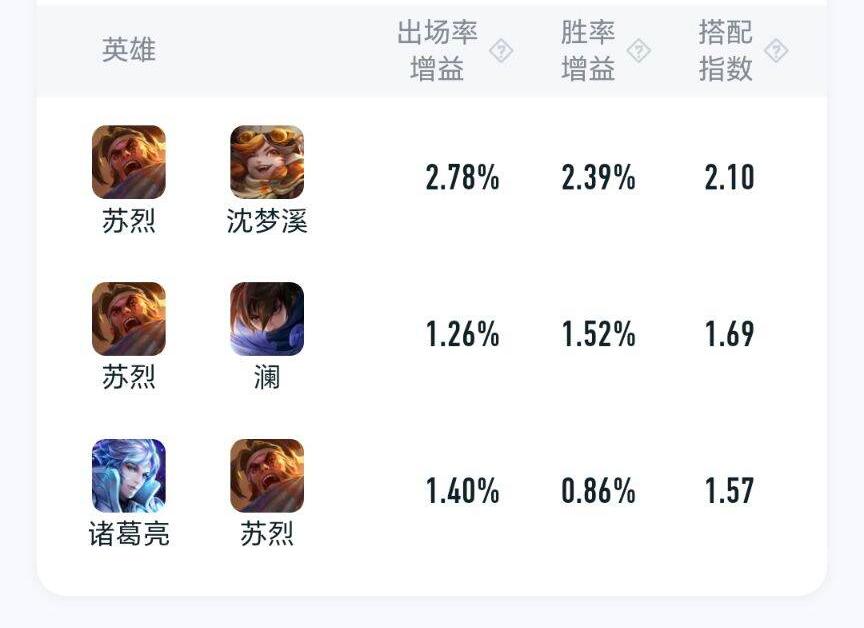 英雄
出场率
增益
胜率
增益
搭配
指数
苏烈 沈梦溪 2.78% 2.39% 2.10
苏烈 澜 1.26% 1.52% 1.69
诸葛亮 苏烈 1.40% 0.86% 1.57